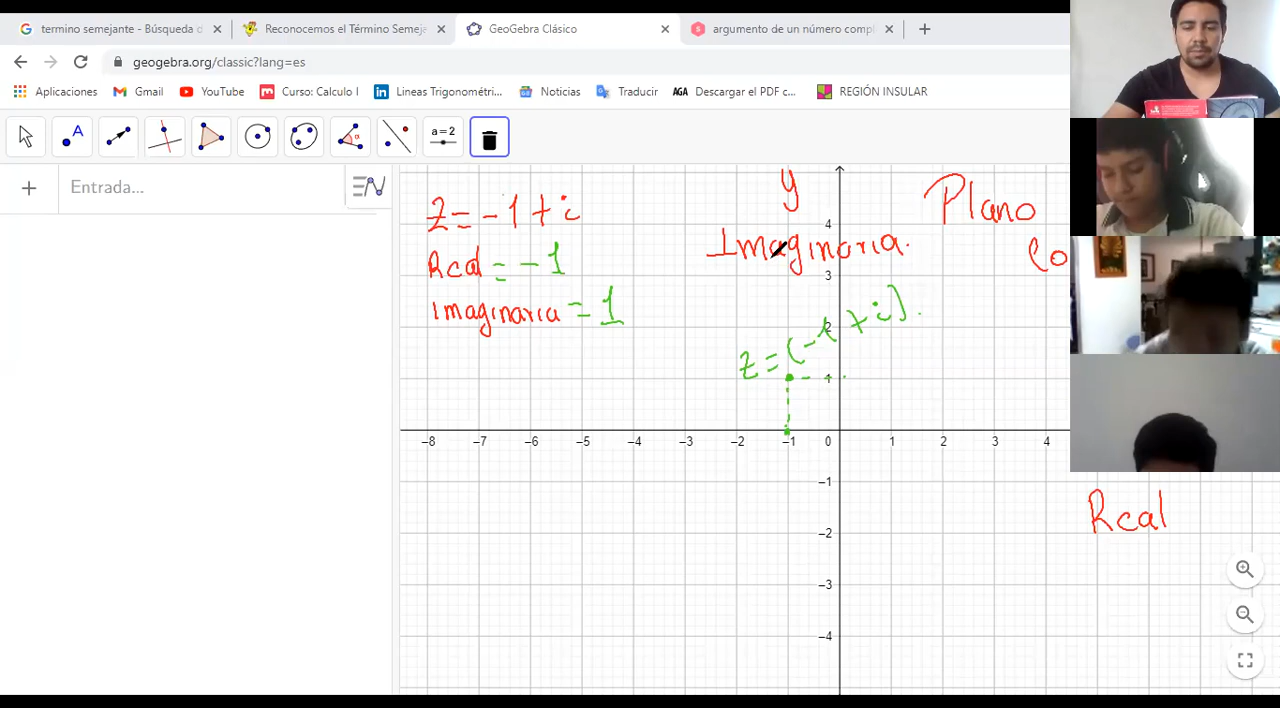 termino semejante - Búsqueda d
Reconocemos el Término Semeja
GeoGebra Clásico
argumento de un número compl
geogebra.org/classic?lang=es
Aplicaciones
Gmail
YouTube
Curso: Calculo I
Lineas Trigonométri...
Noticias
Traducir
AGA Descargar el PDF c...
REGIÓN INSULAR
A
a=2
Entrada...
Z = -1 + i
Real = -1
Imaginaria = 1
y
Imaginaria.
Plano
Co
z = (-1 + i).
4
3
2
1
-8 -7 -6 -5 -4 -3 -2 -1 0 1 2 3 4
-1
-2
-3
-4
Real